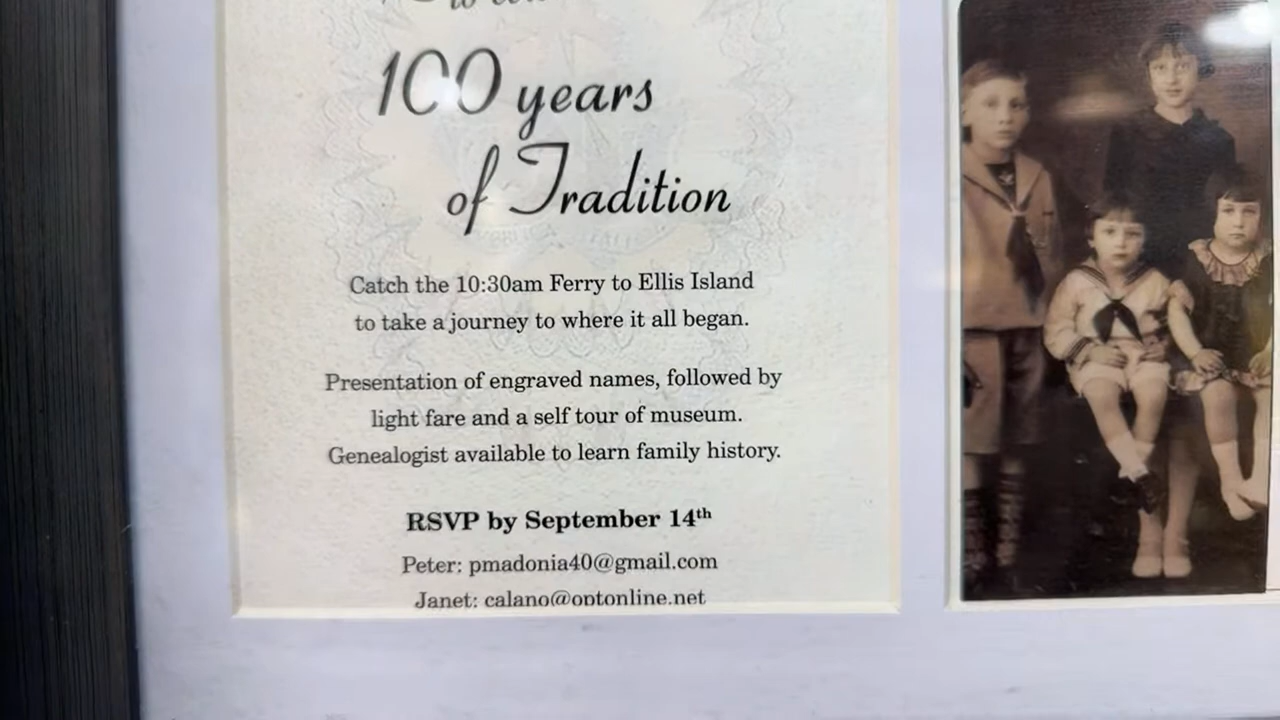 100 years
of Tradition
Catch the 10:30am Ferry to Ellis Island
to take a journey to where it all began.
Presentation of engraved names, followed by
light fare and a self tour of museum.
Genealogist available to learn family history.
RSVP by September 14th
Peter: pmadonia40@gmail.com
Janet: calano@optonline.net